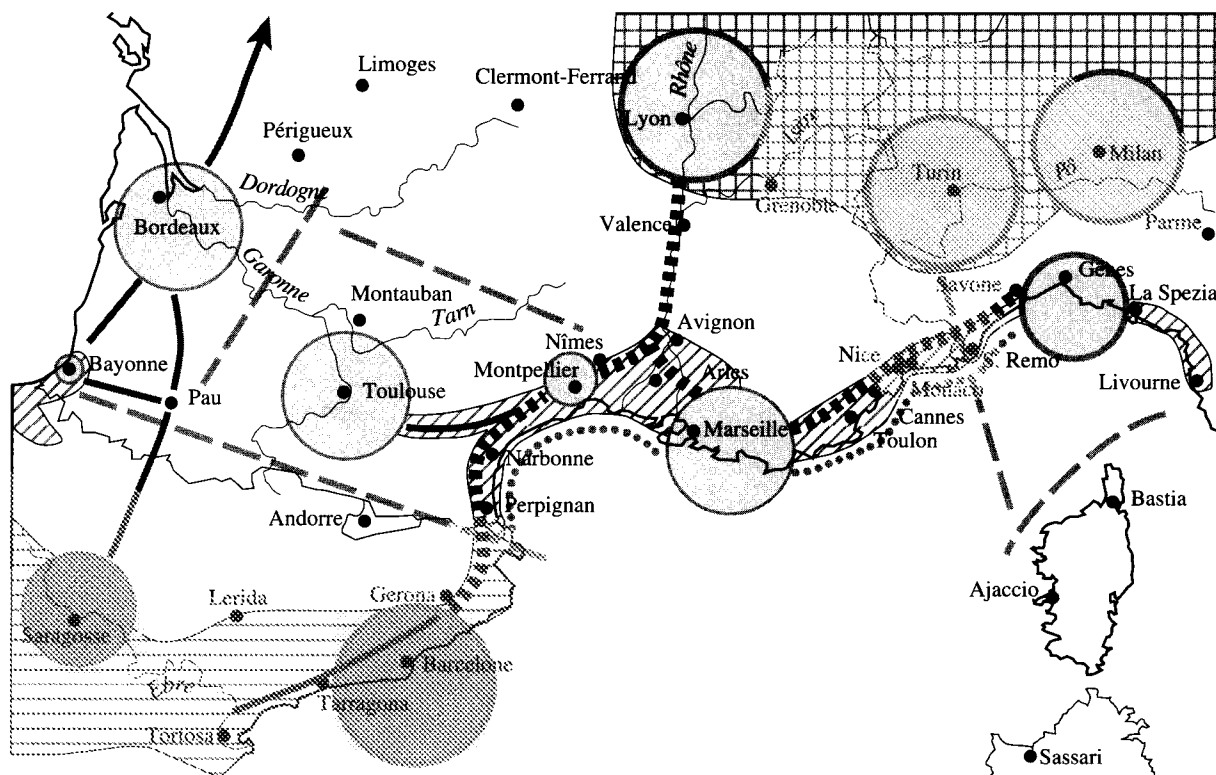 Limoges
Clermont-Ferrand
Rhône
Lyon
Périgueux
Isère
Milan
Pô
Turin
Dordogne
Grenoble
Valence
Parme
Bordeaux
Garonne
Gênes
Savone
La Spezia
Montauban
Tarn
Avignon
Nîmes
Nice
S. Remo
Bayonne
Montpellier
Arles
Monaco
Livourne
Pau
Toulouse
Cannes
Marseille
Toulon
Narbonne
Perpignan
Bastia
Andorre
Gerona
Ajaccio
Lerida
Saragosse
Barcelone
Ebre
Tarragone
Tortosa
Sassari